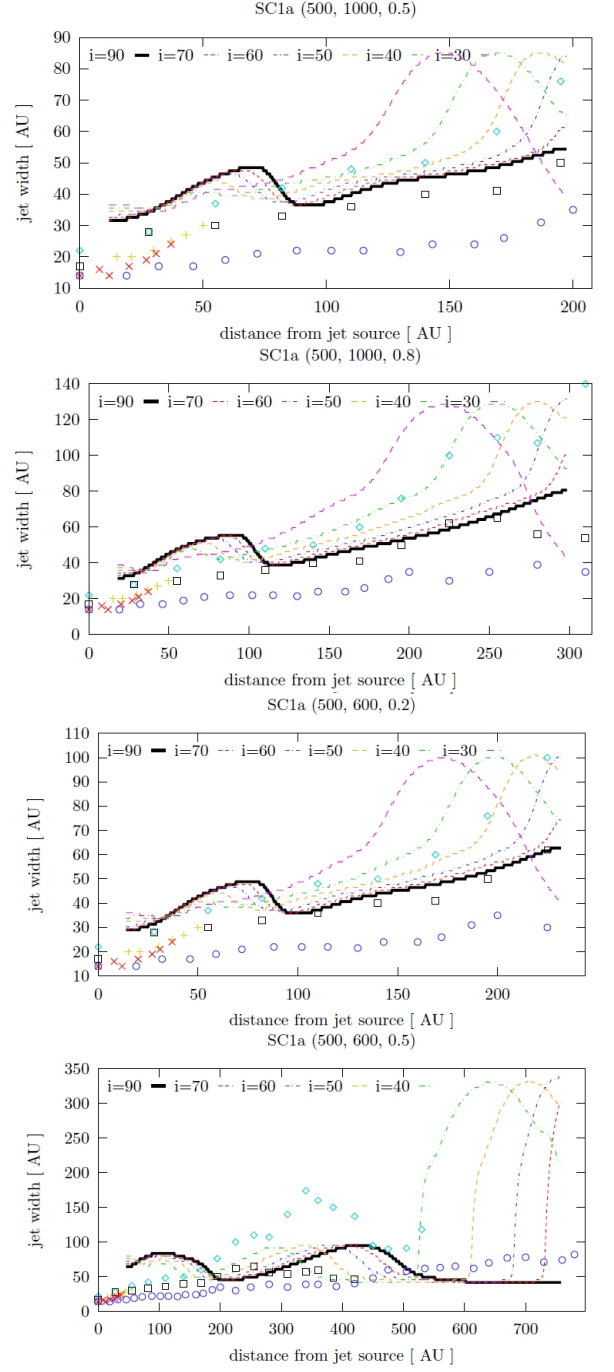 SC1a (500, 1000, 0.5)
90
i=90 i=70 i=60 i=50 i=40 i=30
80
70
60
50
40
30
20
10
jet width [ AU ]
0 50 100 150 200
distance from jet source [ AU ]
SC1a (500, 1000, 0.8)
140
i=90 i=70 i=60 i=50 i=40 i=30
120
100
80
60
40
20
0
jet width [ AU ]
0 50 100 150 200 250 300
distance from jet source [ AU ]
SC1a (500, 600, 0.2)
110
i=90 i=70 i=60 i=50 i=40 i=30
100
90
80
70
60
50
40
30
20
10
jet width [ AU ]
0 50 100 150 200
distance from jet source [ AU ]
SC1a (500, 600, 0.5)
350
i=90 i=70 i=60 i=50 i=40
300
250
200
150
100
50
0
jet width [ AU ]
0 100 200 300 400 500 600 700
distance from jet source [ AU ]